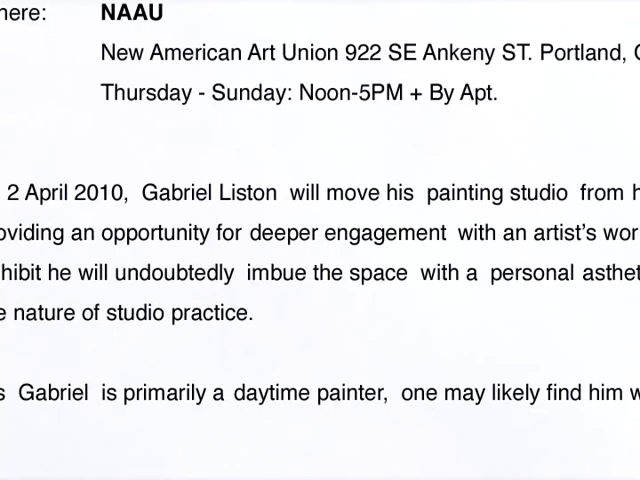 here: NAAU
New American Art Union 922 SE Ankeny ST. Portland,
Thursday - Sunday: Noon-5PM + By Apt.
2 April 2010, Gabriel Liston will move his painting studio from h
oviding an opportunity for deeper engagement with an artist’s wor
hibit he will undoubtedly imbue the space with a personal asthet
e nature of studio practice.
s Gabriel is primarily a daytime painter, one may likely find him w